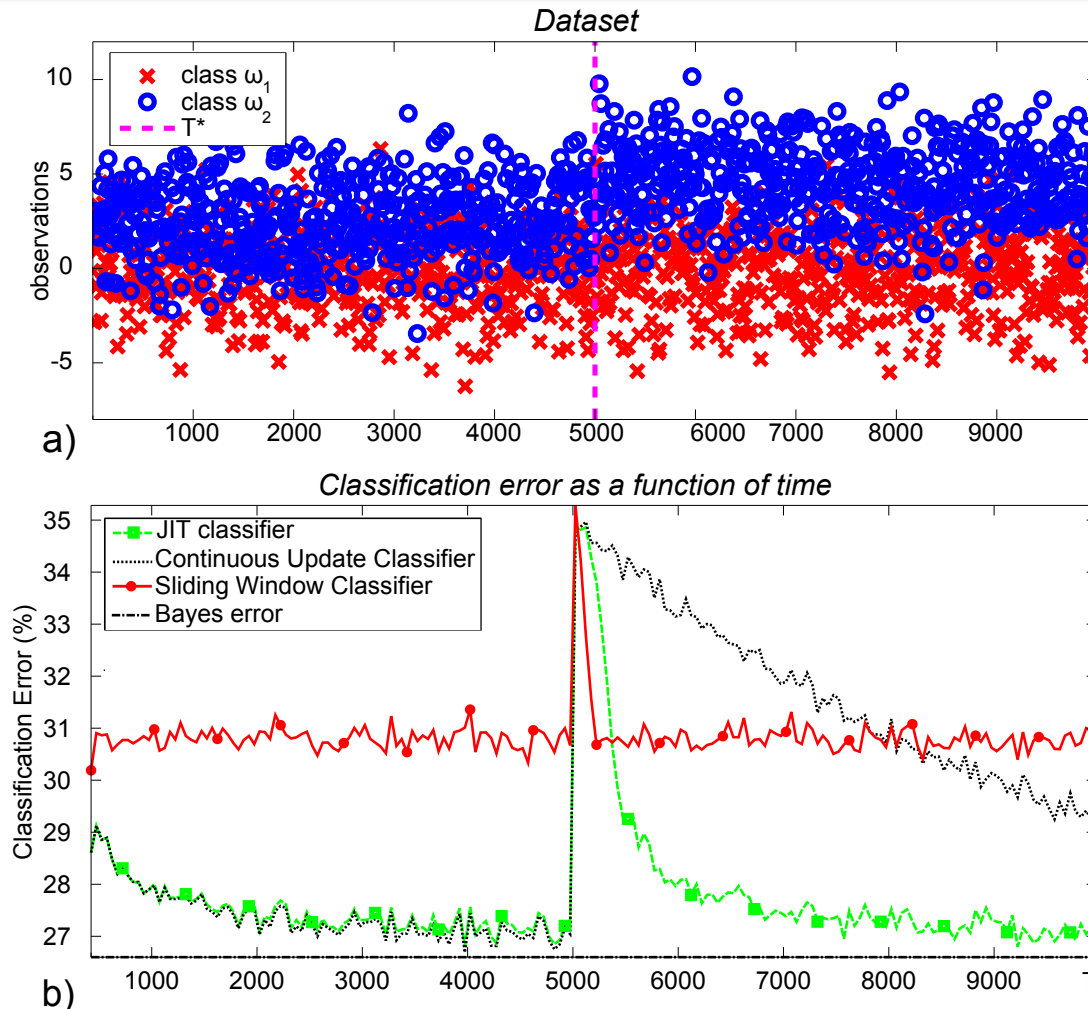 Dataset
10
5
0
-5
observations
class ω1
class ω2
T*
1000 2000 3000 4000 5000 6000 7000 8000 9000
a)
Classification error as a function of time
35
34
33
32
31
30
29
28
27
Classification Error (%)
JIT classifier
Continuous Update Classifier
Sliding Window Classifier
Bayes error
1000 2000 3000 4000 5000 6000 7000 8000 9000
b)